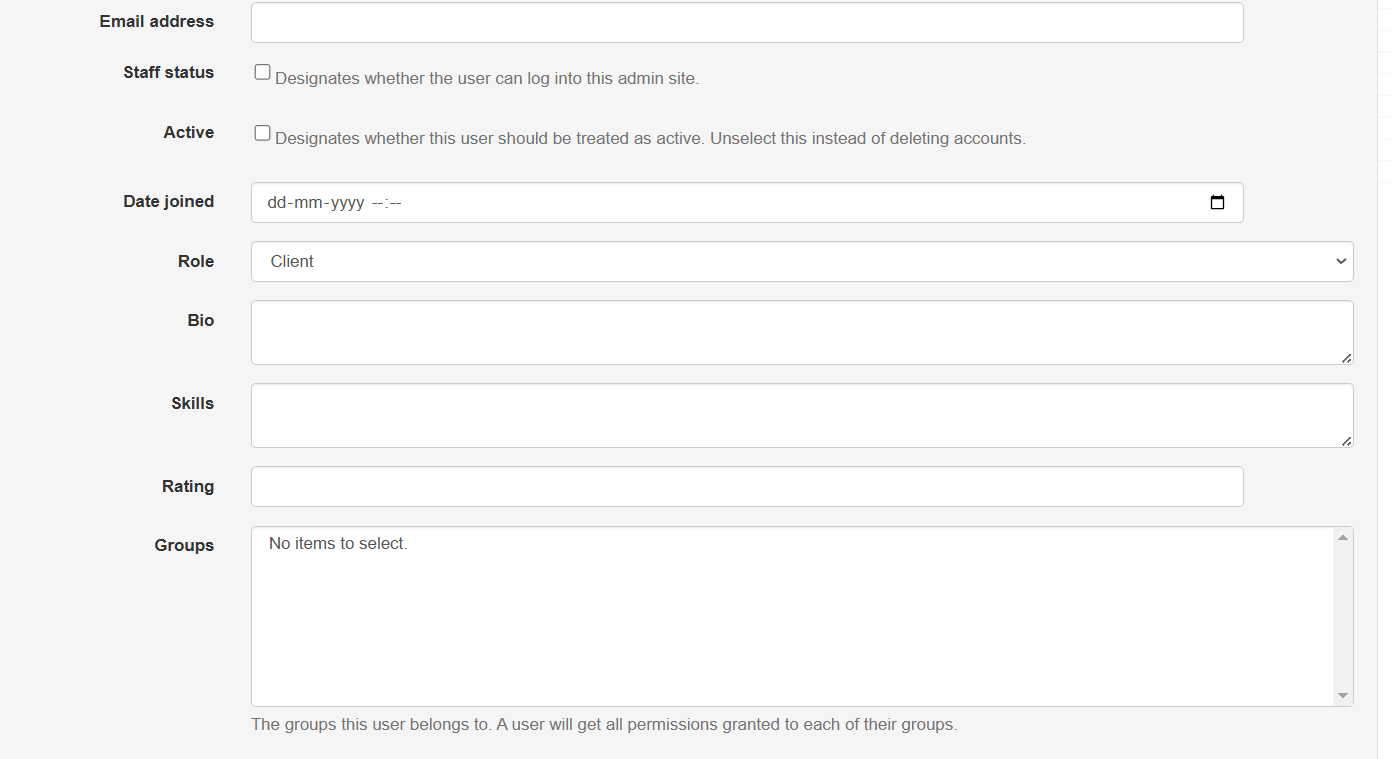 Email address
Staff status
Designates whether the user can log into this admin site.
Active
Designates whether this user should be treated as active. Unselect this instead of deleting accounts.
Date joined
dd-mm-yyyy --:--
Role
Client
Bio
Skills
Rating
Groups
No items to select.
The groups this user belongs to. A user will get all permissions granted to each of their groups.